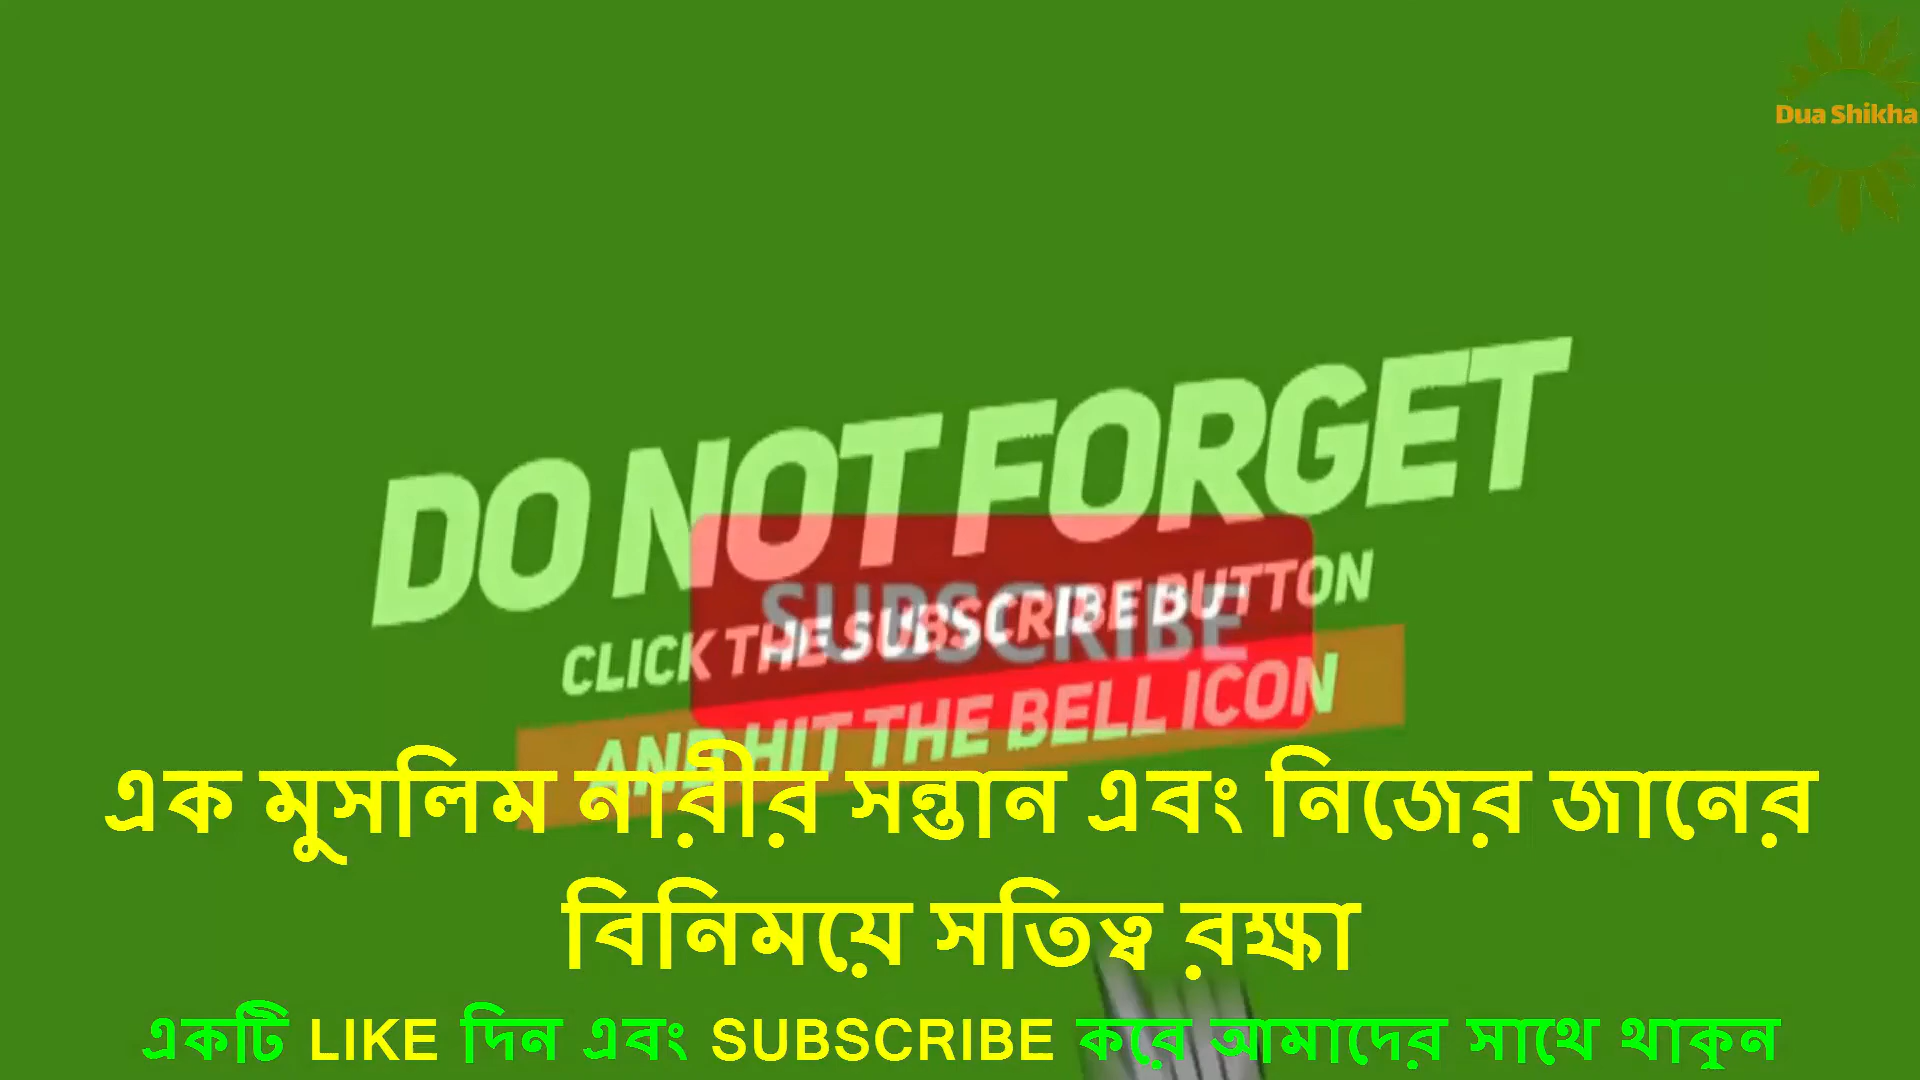 Dua Shikha
DO NOT FORGET
CLICK THE SUBSCRIBE BUTTON
SUBSCRIBE
AND HIT THE BELL ICON
এক মুসলিম নারীর সন্তান এবং নিজের জানের
বিনিময়ে সতিত্ব রক্ষা
একটি LIKE দিন এবং SUBSCRIBE করে আমাদের সাথে থাকুন